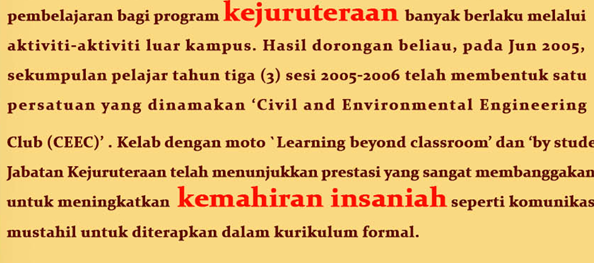 pembelajaran bagi program kejuruteraan banyak berlaku melalui
aktiviti-aktiviti luar kampus. Hasil dorongan beliau, pada Jun 2005,
sekumpulan pelajar tahun tiga (3) sesi 2005-2006 telah membentuk satu
persatuan yang dinamakan ‘Civil and Environmental Engineering
Club (CEEC)’ . Kelab dengan moto `Learning beyond classroom’ dan ‘by stude
Jabatan Kejuruteraan telah menunjukkan prestasi yang sangat membanggakan
untuk meningkatkan kemahiran insaniah seperti komunikas
mustahil untuk diterapkan dalam kurikulum formal.